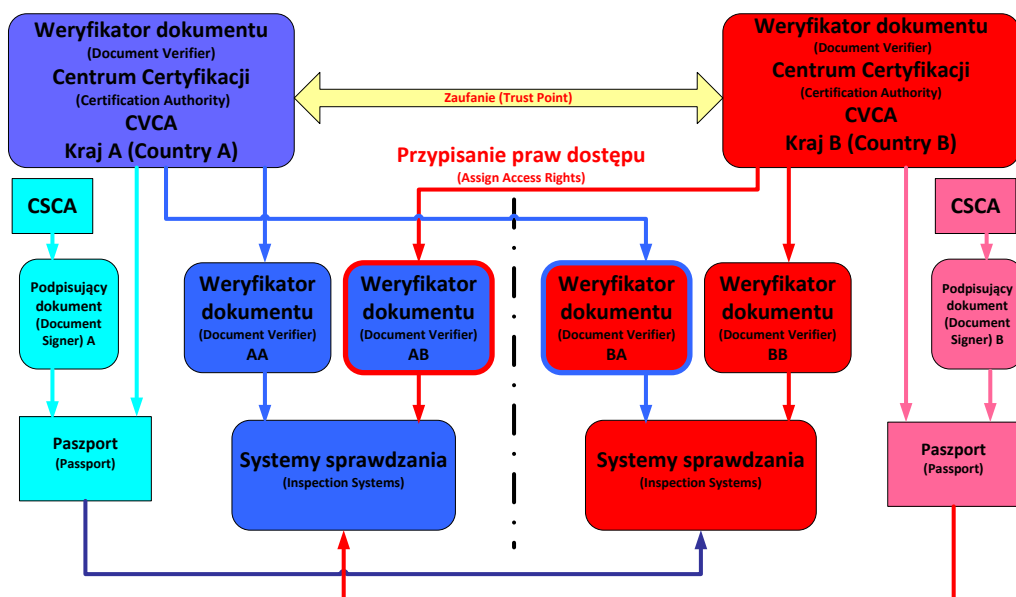 Weryfikator dokumentu
(Document Verifier)
Centrum Certyfikacji
(Certification Authority)
CVCA
Kraj A (Country A)
Zaufanie (Trust Point)
Weryfikator dokumentu
(Document Verifier)
Centrum Certyfikacji
(Certification Authority)
CVCA
Kraj B (Country B)
Przypisanie praw dostępu
(Assign Access Rights)
CSCA
CSCA
Podpisujący
dokument
(Document
Signer) A
Weryfikator
dokumentu
(Document Verifier)
AA
Weryfikator
dokumentu
(Document Verifier)
AB
Weryfikator
dokumentu
(Document Verifier)
BA
Weryfikator
dokumentu
(Document Verifier)
BB
Podpisujący
dokument
(Document
Signer) B
Paszport
(Passport)
Systemy sprawdzania
(Inspection Systems)
Systemy sprawdzania
(Inspection Systems)
Paszport
(Passport)